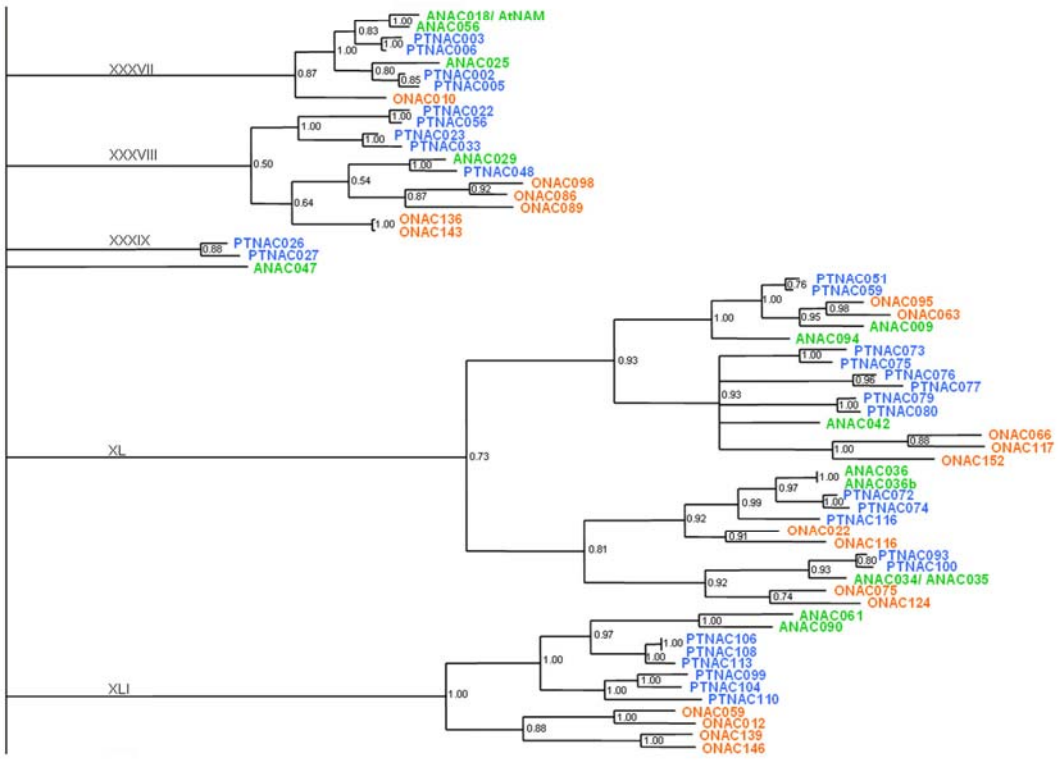 ANAC018/ AtNAM
1.00
ANAC056
0.83
PTNAC003
1.00
PTNAC006
1.00
ANAC025
XXXVII
0.87
0.80
PTNAC002
0.85
PTNAC005
ONAC010
PTNAC022
1.00
PTNAC056
1.00
PTNAC023
1.00
PTNAC033
XXXVIII
0.50
ANAC029
1.00
PTNAC048
0.54
ONAC098
0.92
ONAC086
0.87
0.64
ONAC089
ONAC136
1.00
ONAC143
XXXIX
PTNAC026
0.88
PTNAC027
ANAC047
PTNAC051
0.76
PTNAC059
1.00
ONAC095
0.98
ONAC063
0.95
1.00
ANAC009
ANAC094
0.93
PTNAC073
1.00
PTNAC075
PTNAC076
0.96
PTNAC077
0.93
PTNAC079
1.00
PTNAC080
ANAC042
ONAC066
0.88
ONAC117
1.00
ONAC152
XL
0.73
ANAC036
1.00
ANAC036b
0.97
PTNAC072
1.00
PTNAC074
0.99
PTNAC116
0.92
ONAC022
0.91
ONAC116
0.81
PTNAC093
0.80
PTNAC100
0.93
ANAC034/ ANAC035
0.92
ONAC075
0.74
ONAC124
ANAC061
1.00
ANAC090
0.97
PTNAC106
1.00
PTNAC108
1.00
PTNAC113
1.00
PTNAC099
1.00
PTNAC104
1.00
PTNAC110
XLI
1.00
ONAC059
1.00
ONAC012
0.88
ONAC139
1.00
ONAC146